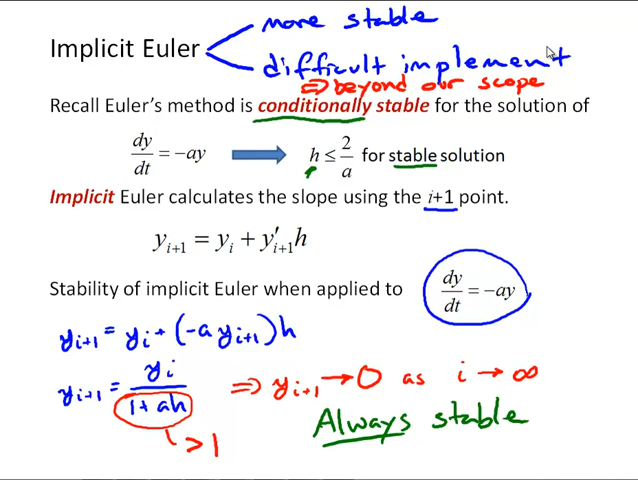 Implicit Euler
more stable
difficult implement
⇒ beyond our scope
Recall Euler's method is conditionally stable for the solution of
dy/dt = −ay h ≤ 2/a for stable solution
Implicit Euler calculates the slope using the i+1 point.
y_{i+1} = y_i + y′_{i+1}h
Stability of implicit Euler when applied to dy/dt = −ay
y_{i+1} = y_i + (−a y_{i+1})h
y_{i+1} = y_i / (1 + ah) ⇒ y_{i+1} → 0 as i → ∞
> 1
Always stable